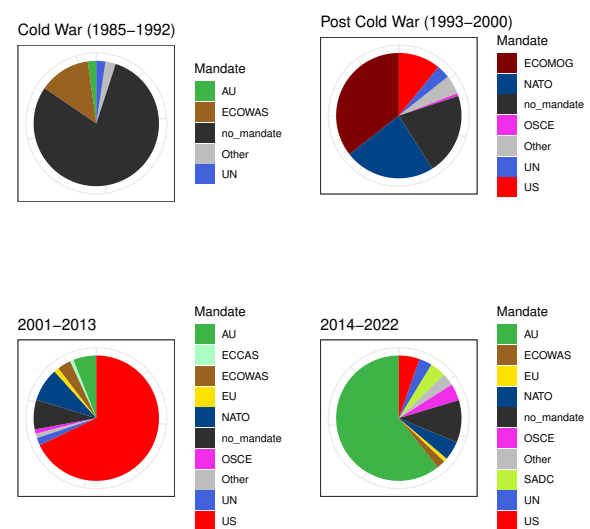 Cold War (1985−1992)
Mandate
AU
ECOWAS
no_mandate
Other
UN
Post Cold War (1993−2000)
Mandate
ECOMOG
NATO
no_mandate
OSCE
Other
UN
US
2001−2013
Mandate
AU
ECCAS
ECOWAS
EU
NATO
no_mandate
OSCE
Other
UN
US
2014−2022
Mandate
AU
ECOWAS
EU
NATO
no_mandate
OSCE
Other
SADC
UN
US